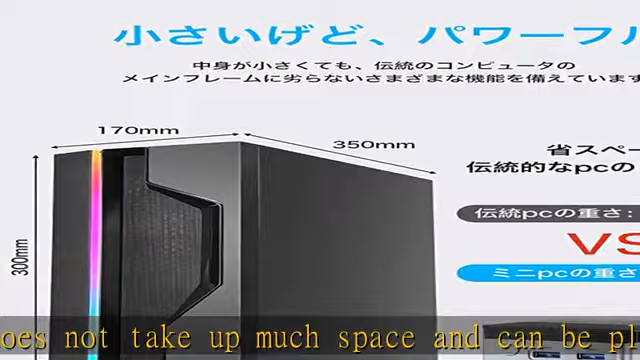 小さいけど、パワーフル
中身が小さくても、伝統のコンピュータの
メインフレームに劣らないさまざまな機能を備えています
170mm
350mm
300mm
省スペー
伝統的なpcの
伝統pcの重さ:
VS
ミニpcの重さ
oes not take up much space and can be pl